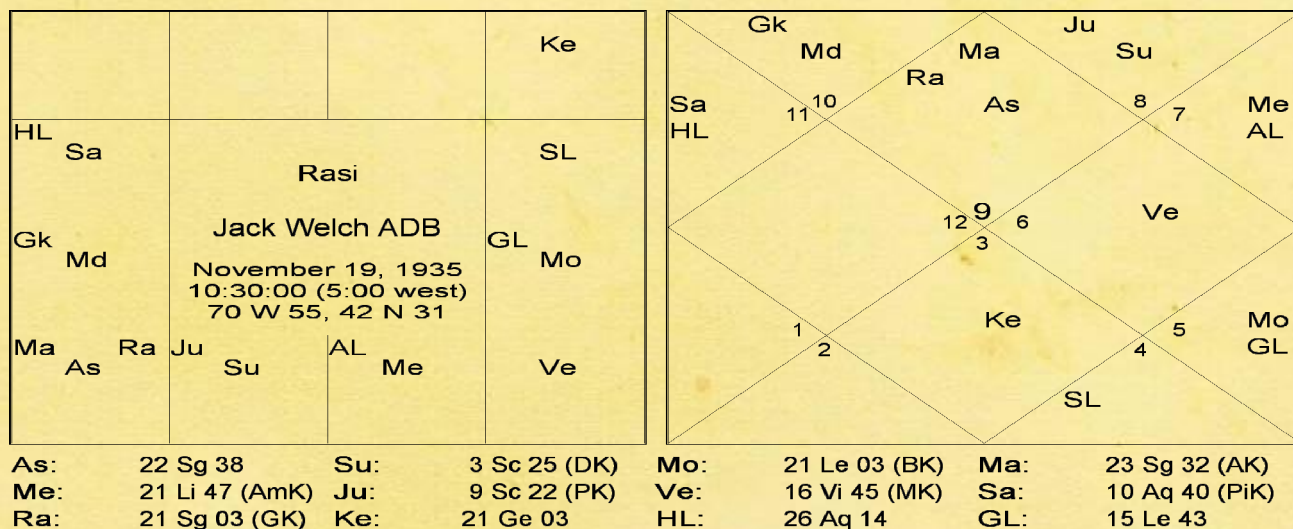 Ke
HL
Sa
SL
Rasi
Jack Welch ADB
November 19, 1935
10:30:00 (5:00 west)
70 W 55, 42 N 31
Gk
Md
GL
Mo
Ma Ra
As
Ju
Su
AL
Me
Ve
Gk
Md
Ma
Ra
As
Ju
Su
Sa
HL
11 10
8 7
Me
AL
12 9 6
3
Ve
Ke
1
2
5
4
Mo
GL
SL
As: 22 Sg 38 Su: 3 Sc 25 (DK) Mo: 21 Le 03 (BK) Ma: 23 Sg 32 (AK)
Me: 21 Li 47 (AmK) Ju: 9 Sc 22 (PK) Ve: 16 Vi 45 (MK) Sa: 10 Aq 40 (PiK)
Ra: 21 Sg 03 (GK) Ke: 21 Ge 03 HL: 26 Aq 14 GL: 15 Le 43